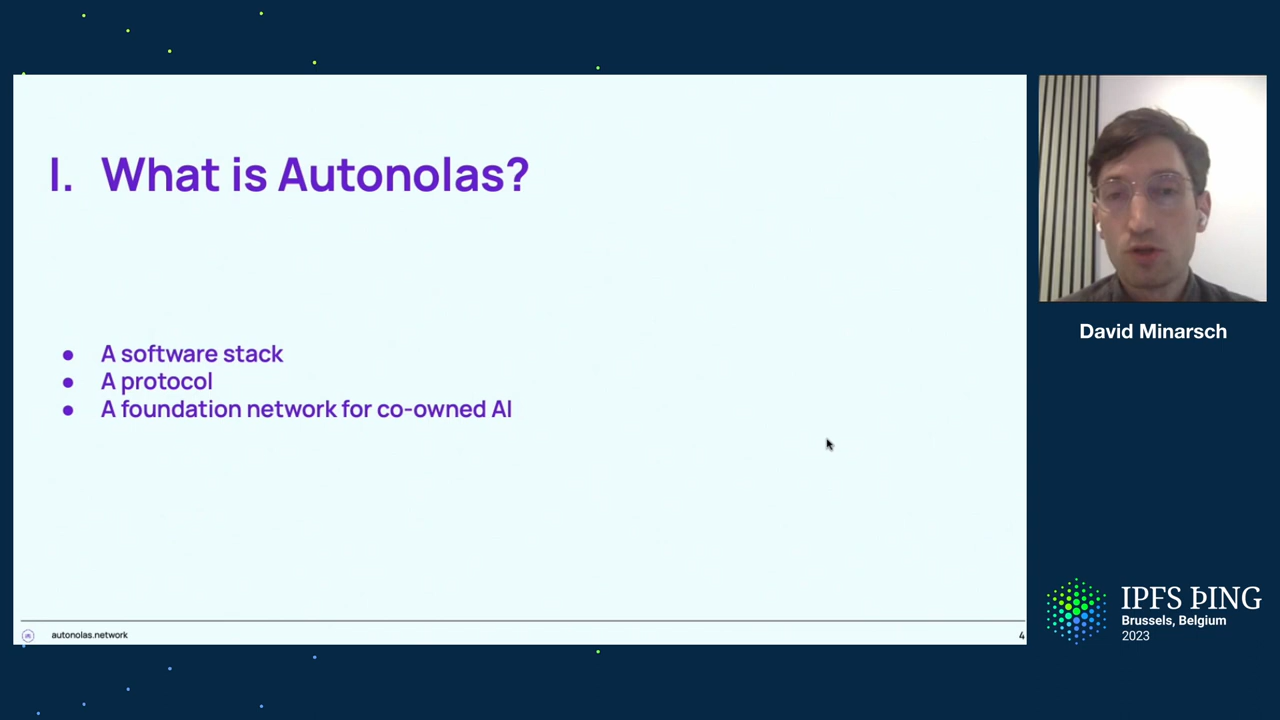 I. What is Autonolas?
● A software stack
● A protocol
● A foundation network for co-owned AI
autonolas.network
4
David Minarsch
IPFS ÞING
Brussels, Belgium
2023